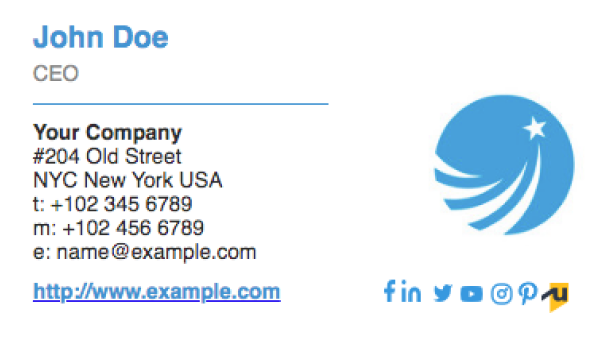 John Doe
CEO
Your Company
#204 Old Street
NYC New York USA
t: +102 345 6789
m: +102 456 6789
e: name@example.com
http://www.example.com